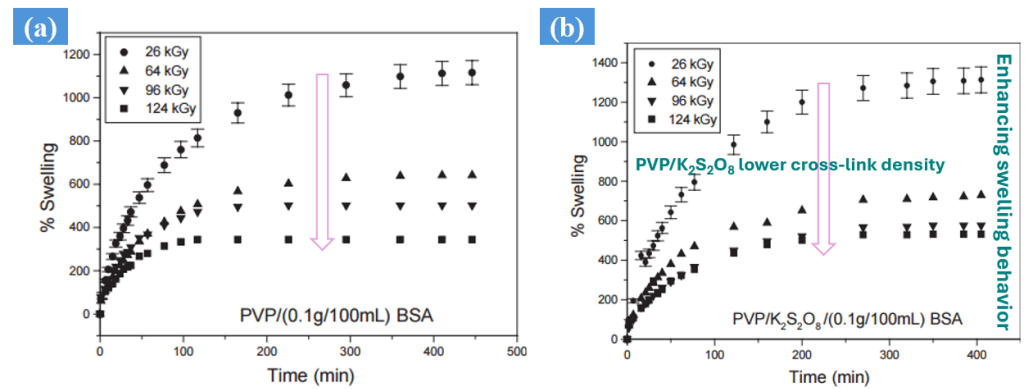 (a)
1200
1000
800
600
400
200
0
% Swelling
26 kGy
64 kGy
96 kGy
124 kGy
PVP/(0.1g/100mL) BSA
0 100 200 300 400 500
Time (min)
(b)
1400
1200
1000
800
600
400
200
0
% Swelling
26 kGy
64 kGy
96 kGy
124 kGy
PVP/K₂S₂O₈ lower cross-link density
PVP/K₂S₂O₈/(0.1g/100mL) BSA
0 100 200 300 400
Time (min)
Enhancing swelling behavior